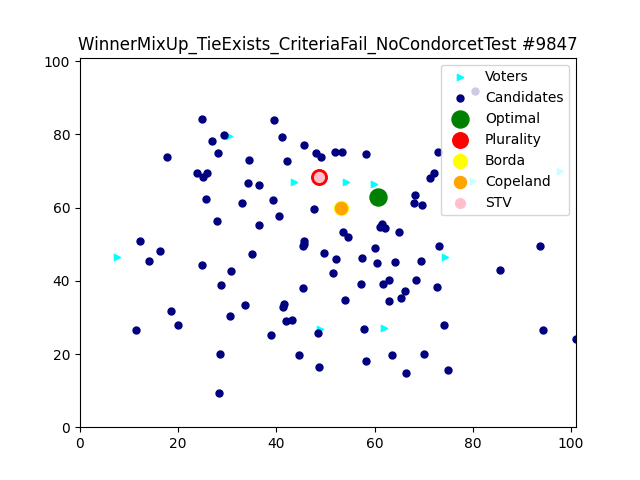 WinnerMixUp_TieExists_CriteriaFail_NoCondorcetTest #9847
100
80
60
40
20
0
0 20 40 60 80 100
Voters
Candidates
Optimal
Plurality
Borda
Copeland
STV